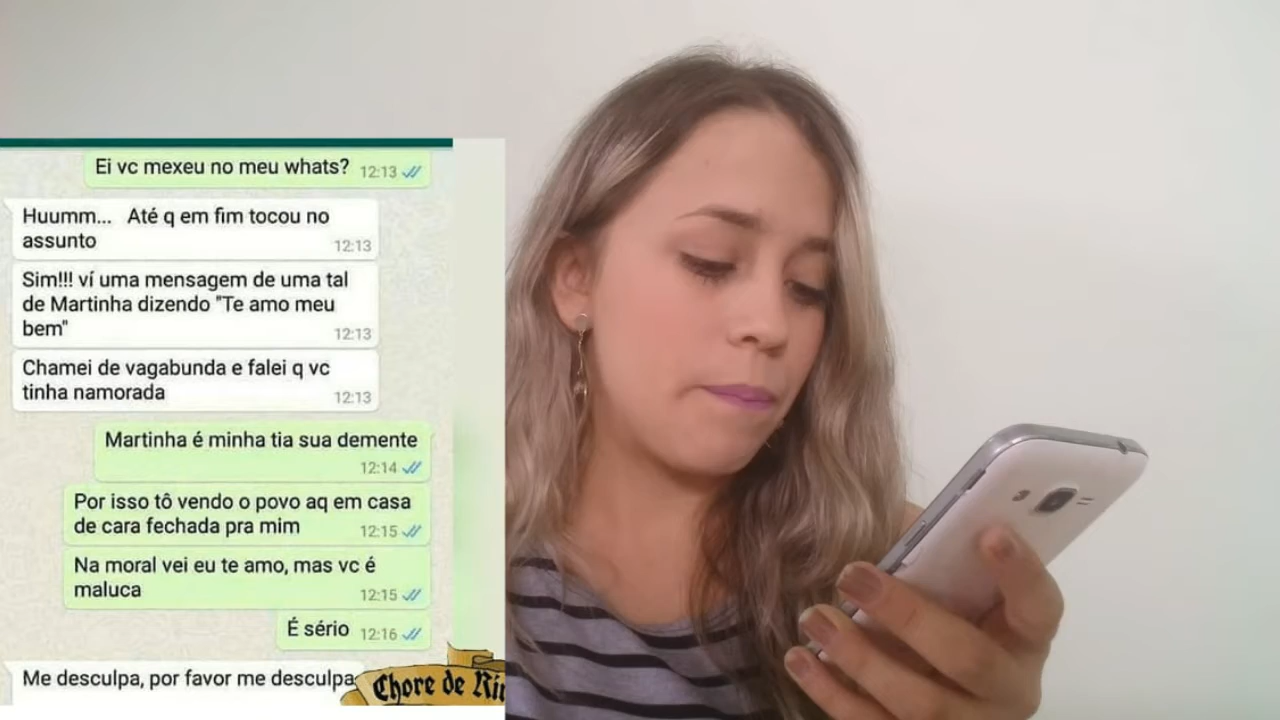 Ei vc mexeu no meu whats? 12:13
Huumm... Até q em fim tocou no
assunto 12:13
Sim!!! ví uma mensagem de uma tal
de Martinha dizendo "Te amo meu
bem" 12:13
Chamei de vagabunda e falei q vc
tinha namorada 12:13
Martinha é minha tia sua demente
12:14
Por isso tô vendo o povo aq em casa
de cara fechada pra mim 12:15
Na moral vei eu te amo, mas vc é
maluca 12:15
É sério 12:16
Me desculpa, por favor me desculpa
Chore de